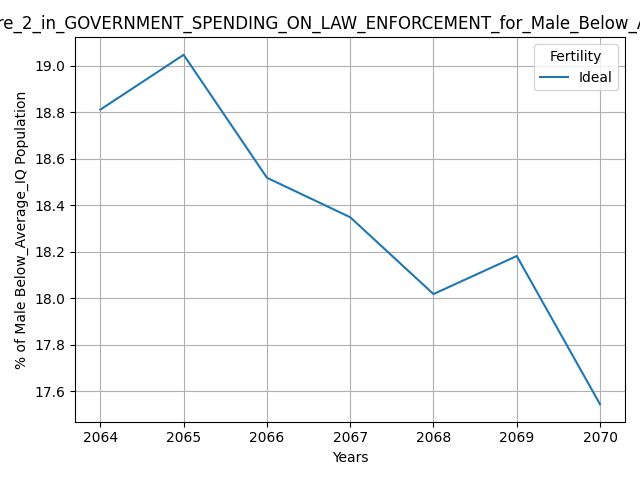 re_2_in_GOVERNMENT_SPENDING_ON_LAW_ENFORCEMENT_for_Male_Below_A
Fertility
Ideal
19.0
18.8
18.6
18.4
18.2
18.0
17.8
17.6
% of Male Below_Average_IQ Population
2064 2065 2066 2067 2068 2069 2070
Years